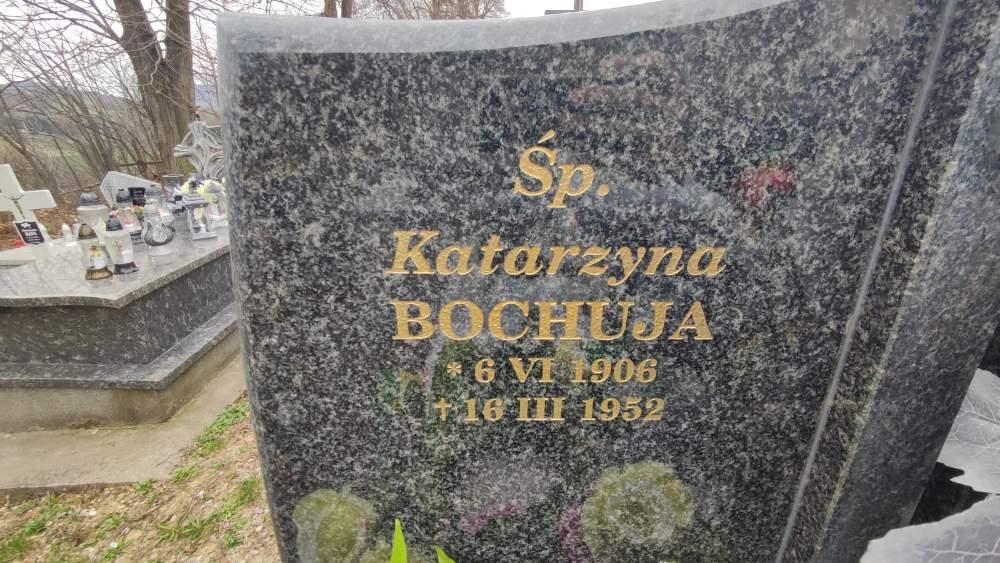 Śp.
Katarzyna
BOCHUJA
* 6 VI 1906
† 16 III 1952